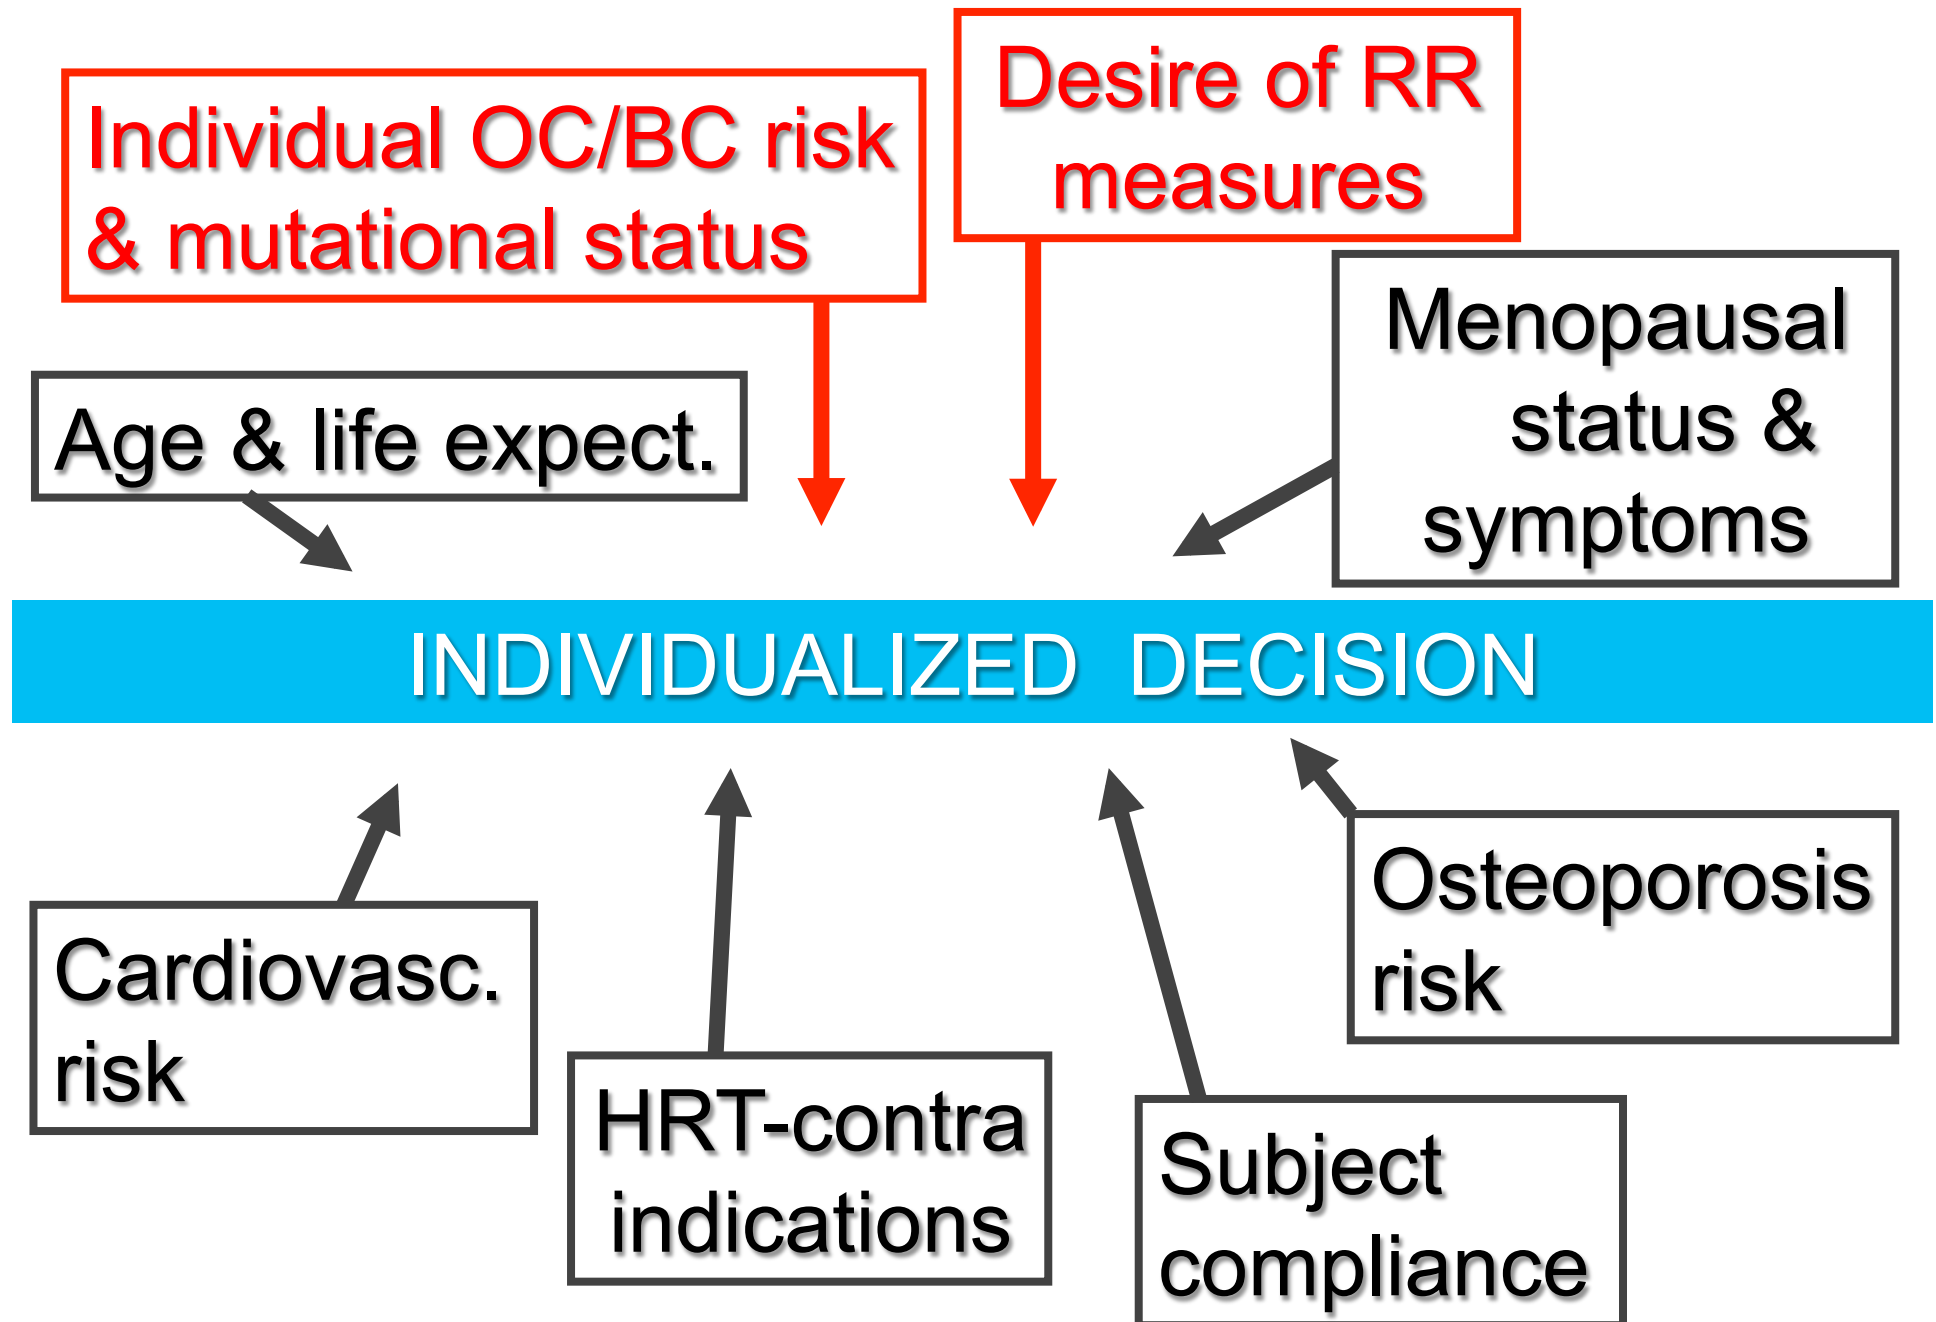 Desire of RR
measures
Individual OC/BC risk
& mutational status
Menopausal
status &
symptoms
Age & life expect.
INDIVIDUALIZED DECISION
Osteoporosis
risk
Cardiovasc.
risk
HRT-contra
indications
Subject
compliance